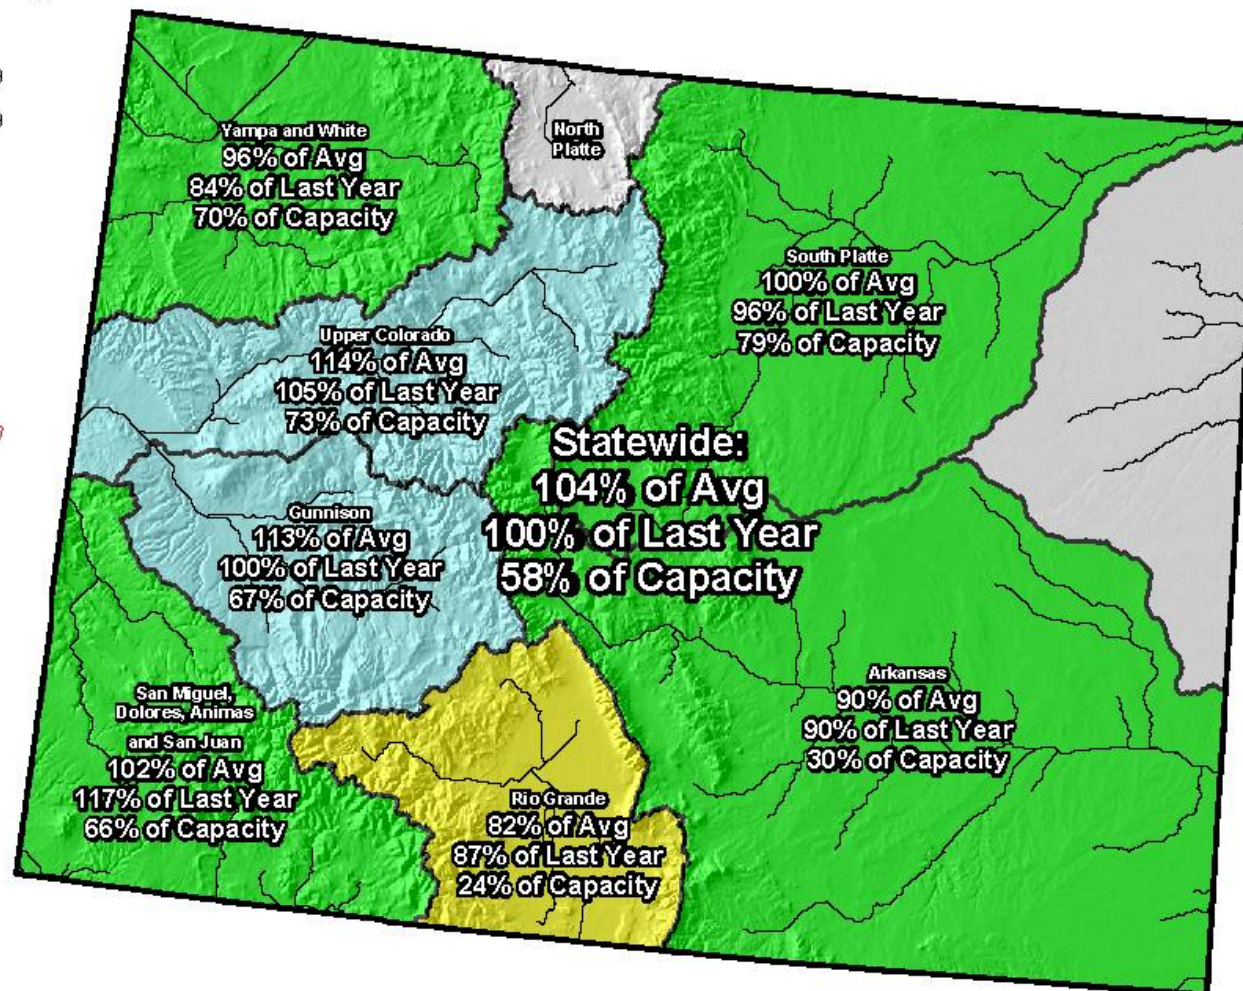 Yampa and White
96% of Avg
84% of Last Year
70% of Capacity
North
Platte
South Platte
100% of Avg
96% of Last Year
79% of Capacity
Upper Colorado
114% of Avg
105% of Last Year
73% of Capacity
Statewide:
104% of Avg
100% of Last Year
58% of Capacity
Gunnison
113% of Avg
100% of Last Year
67% of Capacity
Arkansas
90% of Avg
90% of Last Year
30% of Capacity
San Miguel,
Dolores, Animas
and San Juan
102% of Avg
117% of Last Year
66% of Capacity
Rio Grande
82% of Avg
87% of Last Year
24% of Capacity